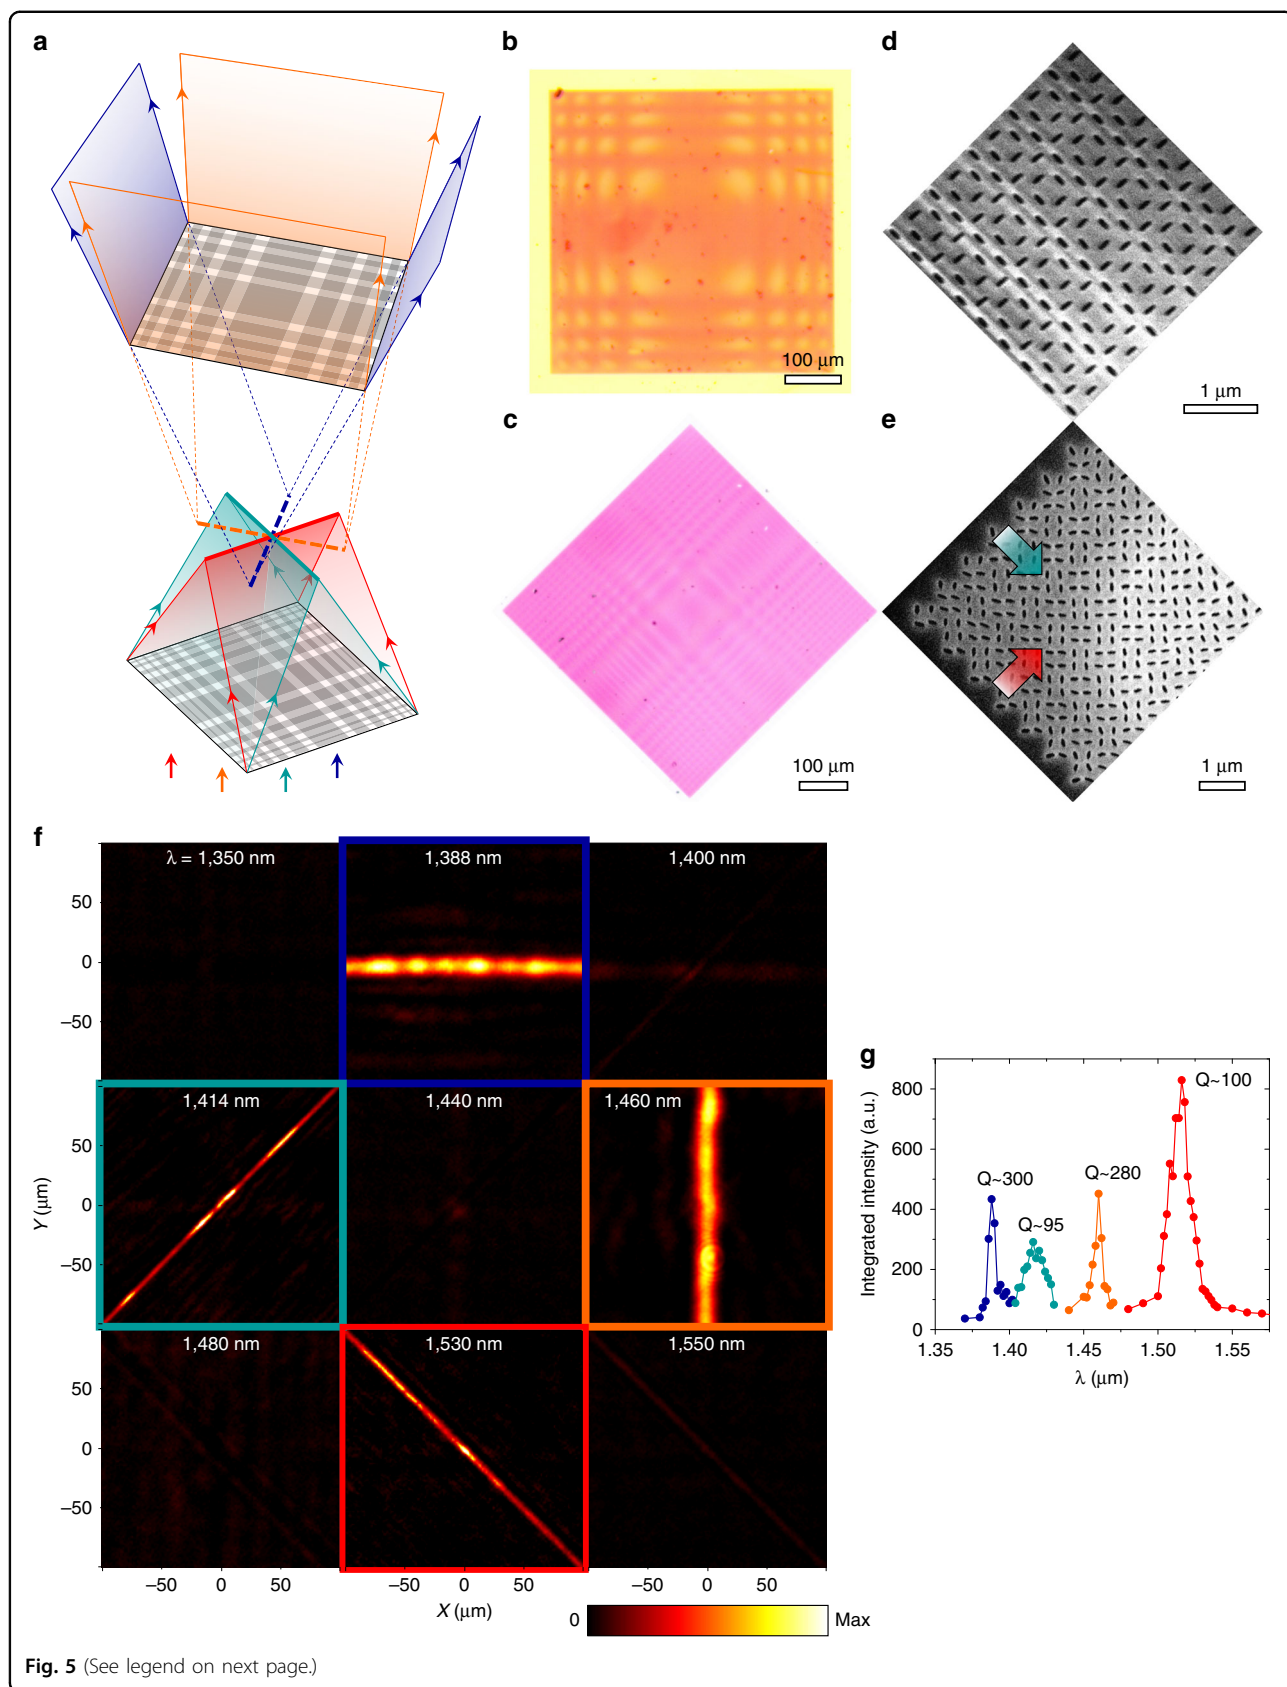 a
b
d
100 μm
1 μm
c
e
100 μm
1 μm
f
λ = 1,350 nm
1,388 nm
1,400 nm
50
0
−50
1,414 nm
1,440 nm
1,460 nm
50
0
−50
Y (μm)
1,480 nm
1,530 nm
1,550 nm
50
0
−50
−50
0
50
−50
0
50
−50
0
50
X (μm)
0
Max
g
800
600
400
200
0
Integrated intensity (a.u.)
Q~300
Q~95
Q~280
Q~100
1.35
1.40
1.45
1.50
1.55
λ (μm)
Fig. 5 (See legend on next page.)